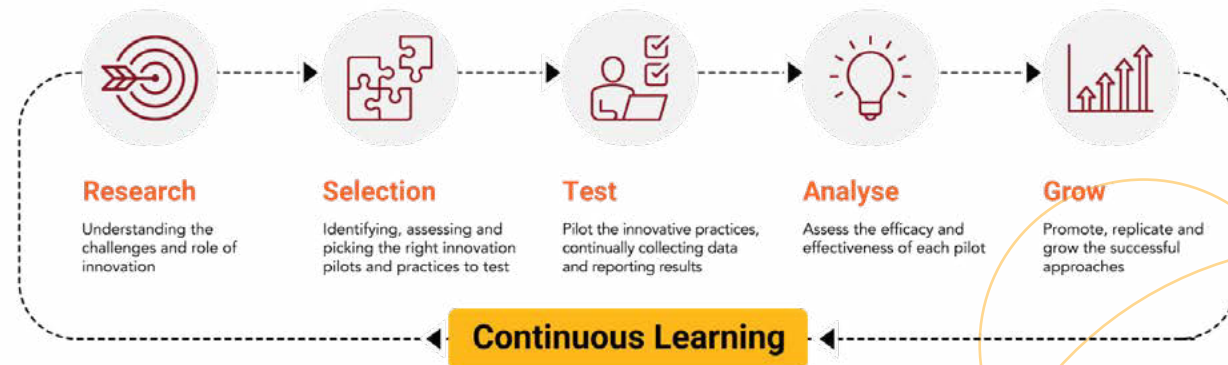 Research
Understanding the
challenges and role of
innovation
Selection
Identifying, assessing and
picking the right innovation
pilots and practices to test
Test
Pilot the innovative practices,
continually collecting data
and reporting results
Analyse
Assess the efficacy and
effectiveness of each pilot
Grow
Promote, replicate and
grow the successful
approaches
Continuous Learning